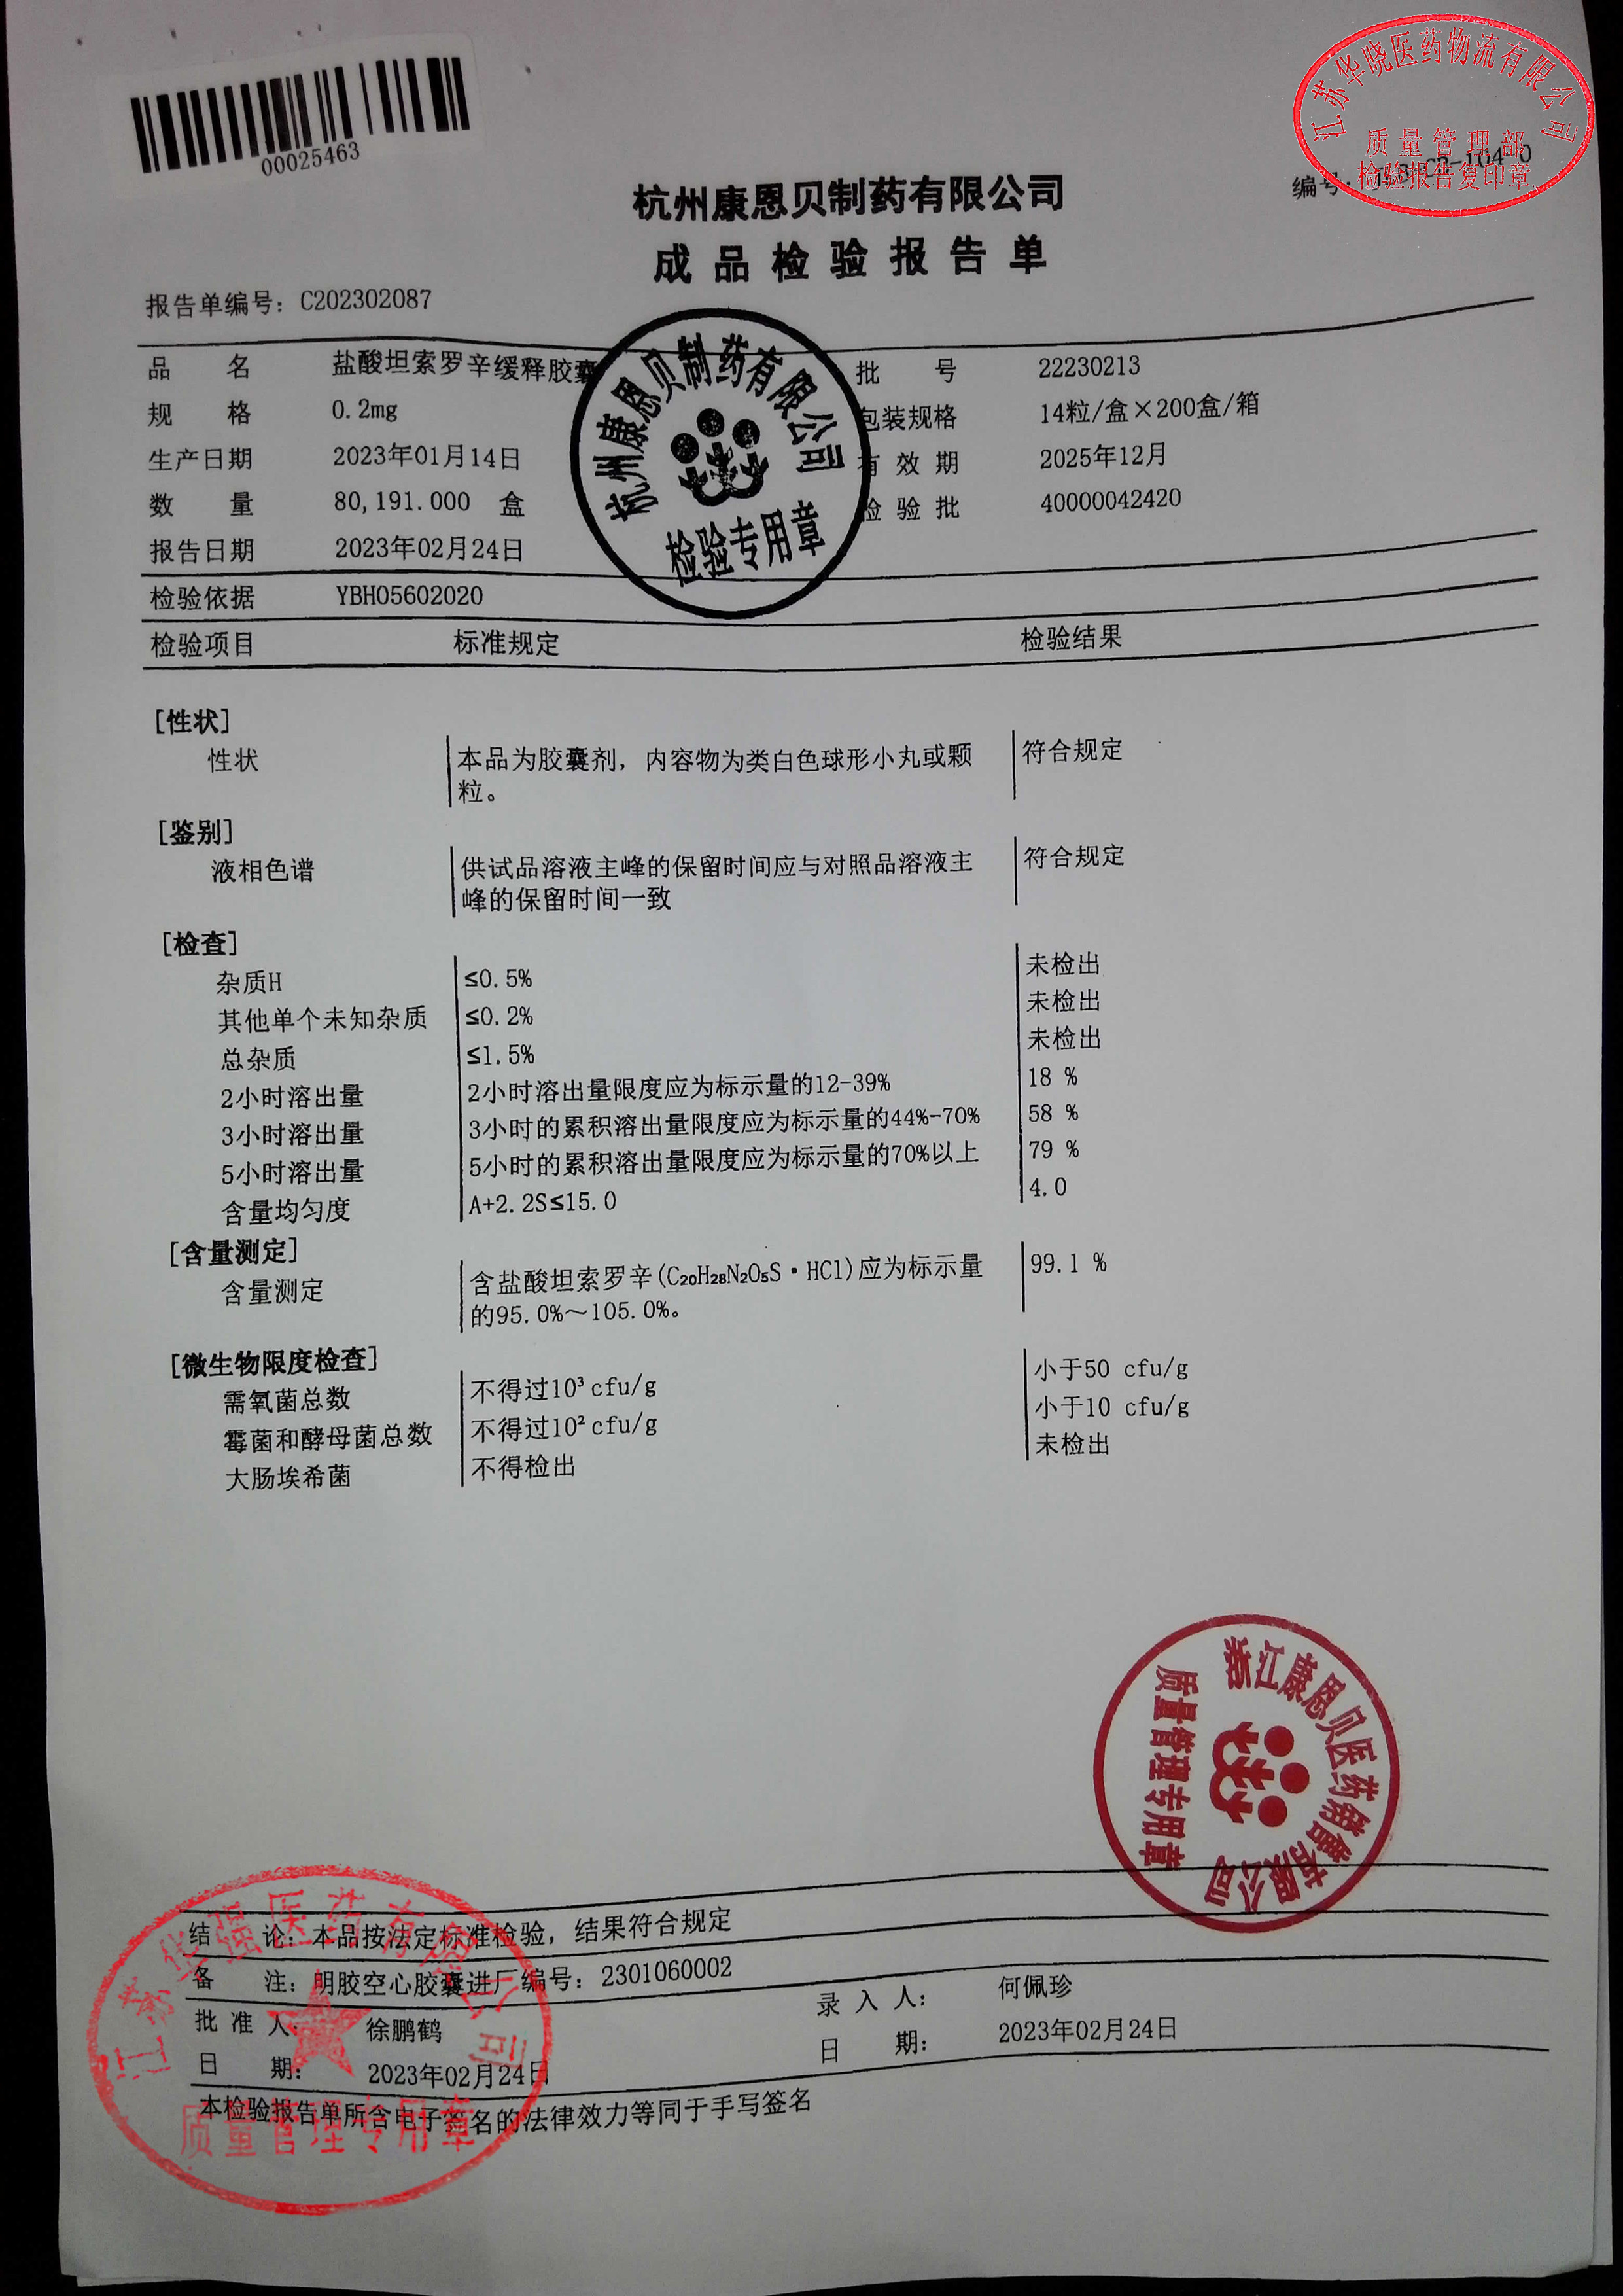 江苏华晓医药物流有限公司
质量管理部
检验报告复印章
00025463
编号:
杭州康恩贝制药有限公司
成品检验报告单
报告单编号: C202302087
品 名 盐酸坦索罗辛缓释胶囊 批 号 22230213
规 格 0.2mg 包装规格 14粒/盒×200盒/箱
生产日期 2023年01月14日 有 效 期 2025年12月
数 量 80,191.000 盒 检 验 批 40000042420
报告日期 2023年02月24日
杭州康恩贝制药有限公司
检验专用章
检验依据 YBH05602020
检验项目 标准规定 检验结果
[性状]
性状 本品为胶囊剂，内容物为类白色球形小丸或颗 符合规定
粒。
[鉴别]
液相色谱 供试品溶液主峰的保留时间应与对照品溶液主 符合规定
峰的保留时间一致
[检查]
杂质H ≤0.5% 未检出
其他单个未知杂质 ≤0.2% 未检出
总杂质 ≤1.5% 未检出
2小时溶出量 2小时溶出量限度应为标示量的12-39% 18 %
3小时溶出量 3小时的累积溶出量限度应为标示量的44%-70% 58 %
5小时溶出量 5小时的累积溶出量限度应为标示量的70%以上 79 %
含量均匀度 A+2.2S≤15.0 4.0
[含量测定]
含量测定 含盐酸坦索罗辛(C₂₀H₂₈N₂O₅S·HCl)应为标示量 99.1 %
的95.0%～105.0%。
[微生物限度检查]
需氧菌总数 不得过10³cfu/g 小于50 cfu/g
霉菌和酵母菌总数 不得过10²cfu/g 小于10 cfu/g
大肠埃希菌 不得检出 未检出
浙江康恩贝医药销售有限公司
质量管理专用章
结 论: 本品按法定标准检验，结果符合规定
备 注: 明胶空心胶囊进厂编号: 2301060002
批 准 人: 徐鹏鹤 录 入 人: 何佩珍
日 期: 2023年02月24日 日 期: 2023年02月24日
本检验报告单所含电子签名的法律效力等同于手写签名
江苏华强医药有限公司
质量管理专用章